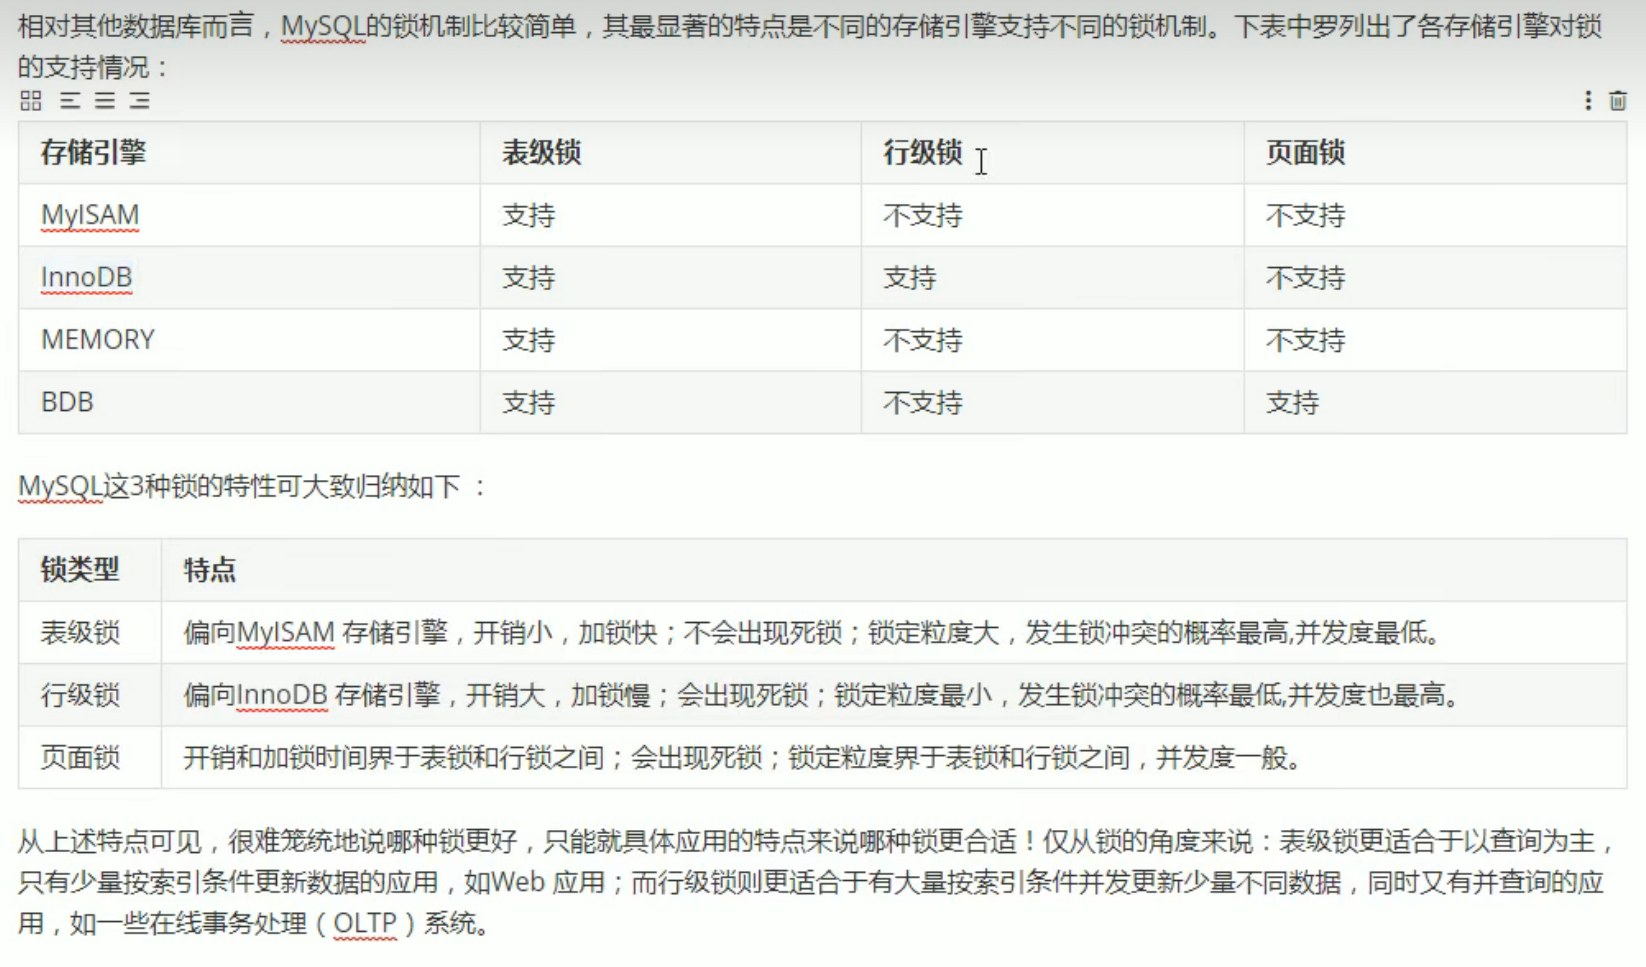 相对其他数据库而言，MySQL的锁机制比较简单，其最显著的特点是不同的存储引擎支持不同的锁机制。下表中罗列出了各存储引擎对锁
的支持情况：
存储引擎 表级锁 行级锁 页面锁
MyISAM 支持 不支持 不支持
InnoDB 支持 支持 不支持
MEMORY 支持 不支持 不支持
BDB 支持 不支持 支持
MySQL这3种锁的特性可大致归纳如下 ：
锁类型 特点
表级锁 偏向MyISAM 存储引擎，开销小，加锁快；不会出现死锁；锁定粒度大，发生锁冲突的概率最高,并发度最低。
行级锁 偏向InnoDB 存储引擎，开销大，加锁慢；会出现死锁；锁定粒度最小，发生锁冲突的概率最低,并发度也最高。
页面锁 开销和加锁时间界于表锁和行锁之间；会出现死锁；锁定粒度界于表锁和行锁之间，并发度一般。
从上述特点可见，很难笼统地说哪种锁更好，只能就具体应用的特点来说哪种锁更合适！仅从锁的角度来说：表级锁更适合于以查询为主，
只有少量按索引条件更新数据的应用，如Web 应用；而行级锁则更适合于有大量按索引条件并发更新少量不同数据，同时又有并查询的应
用，如一些在线事务处理（OLTP）系统。